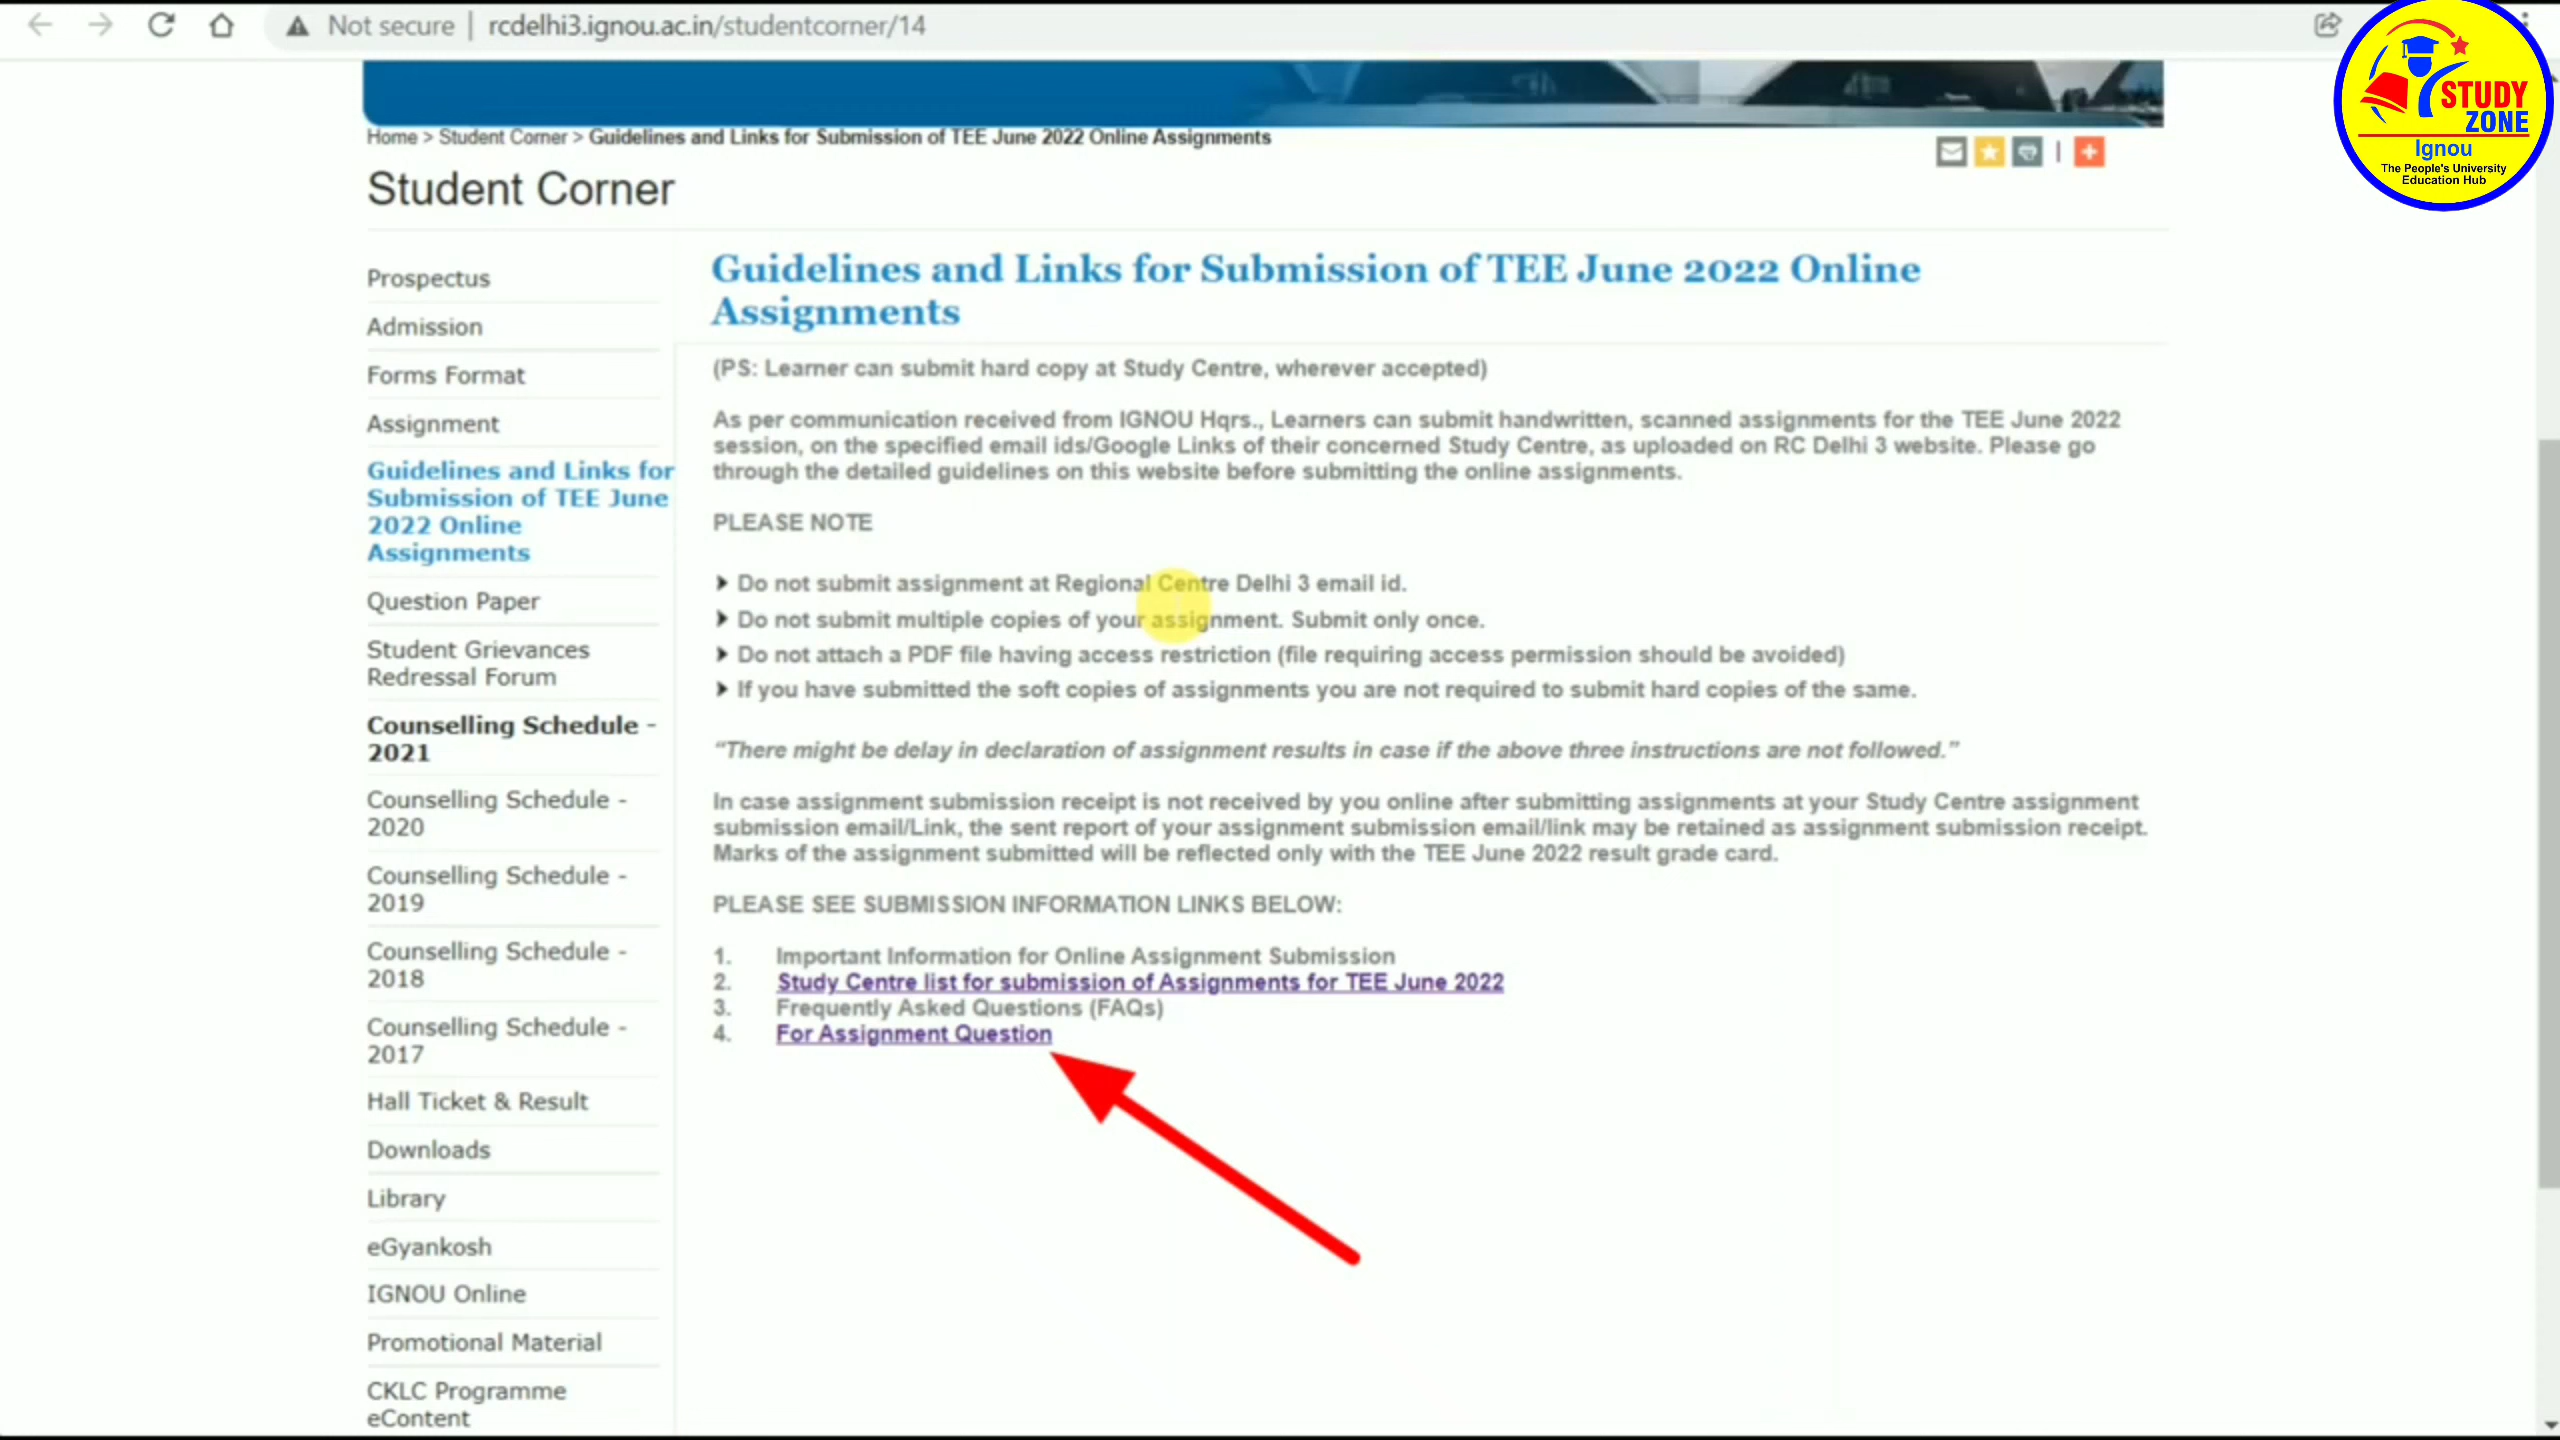 Not secure | rcdelhi3.ignou.ac.in/studentcorner/14
STUDY
ZONE
Ignou
The People's University
Education Hub
Home > Student Corner > Guidelines and Links for Submission of TEE June 2022 Online Assignments
Student Corner
Prospectus
Admission
Forms Format
Assignment
Guidelines and Links for
Submission of TEE June
2022 Online
Assignments
Question Paper
Student Grievances
Redressal Forum
Counselling Schedule -
2021
Counselling Schedule -
2020
Counselling Schedule -
2019
Counselling Schedule -
2018
Counselling Schedule -
2017
Hall Ticket & Result
Downloads
Library
eGyankosh
IGNOU Online
Promotional Material
CKLC Programme
eContent
Guidelines and Links for Submission of TEE June 2022 Online
Assignments
(PS: Learner can submit hard copy at Study Centre, wherever accepted)
As per communication received from IGNOU Hqrs., Learners can submit handwritten, scanned assignments for the TEE June 2022
session, on the specified email ids/Google Links of their concerned Study Centre, as uploaded on RC Delhi 3 website. Please go
through the detailed guidelines on this website before submitting the online assignments.
PLEASE NOTE
Do not submit assignment at Regional Centre Delhi 3 email id.
Do not submit multiple copies of your assignment. Submit only once.
Do not attach a PDF file having access restriction (file requiring access permission should be avoided)
If you have submitted the soft copies of assignments you are not required to submit hard copies of the same.
“There might be delay in declaration of assignment results in case if the above three instructions are not followed.”
In case assignment submission receipt is not received by you online after submitting assignments at your Study Centre assignment
submission email/Link, the sent report of your assignment submission email/link may be retained as assignment submission receipt.
Marks of the assignment submitted will be reflected only with the TEE June 2022 result grade card.
PLEASE SEE SUBMISSION INFORMATION LINKS BELOW:
1. Important Information for Online Assignment Submission
2. Study Centre list for submission of Assignments for TEE June 2022
3. Frequently Asked Questions (FAQs)
4. For Assignment Question